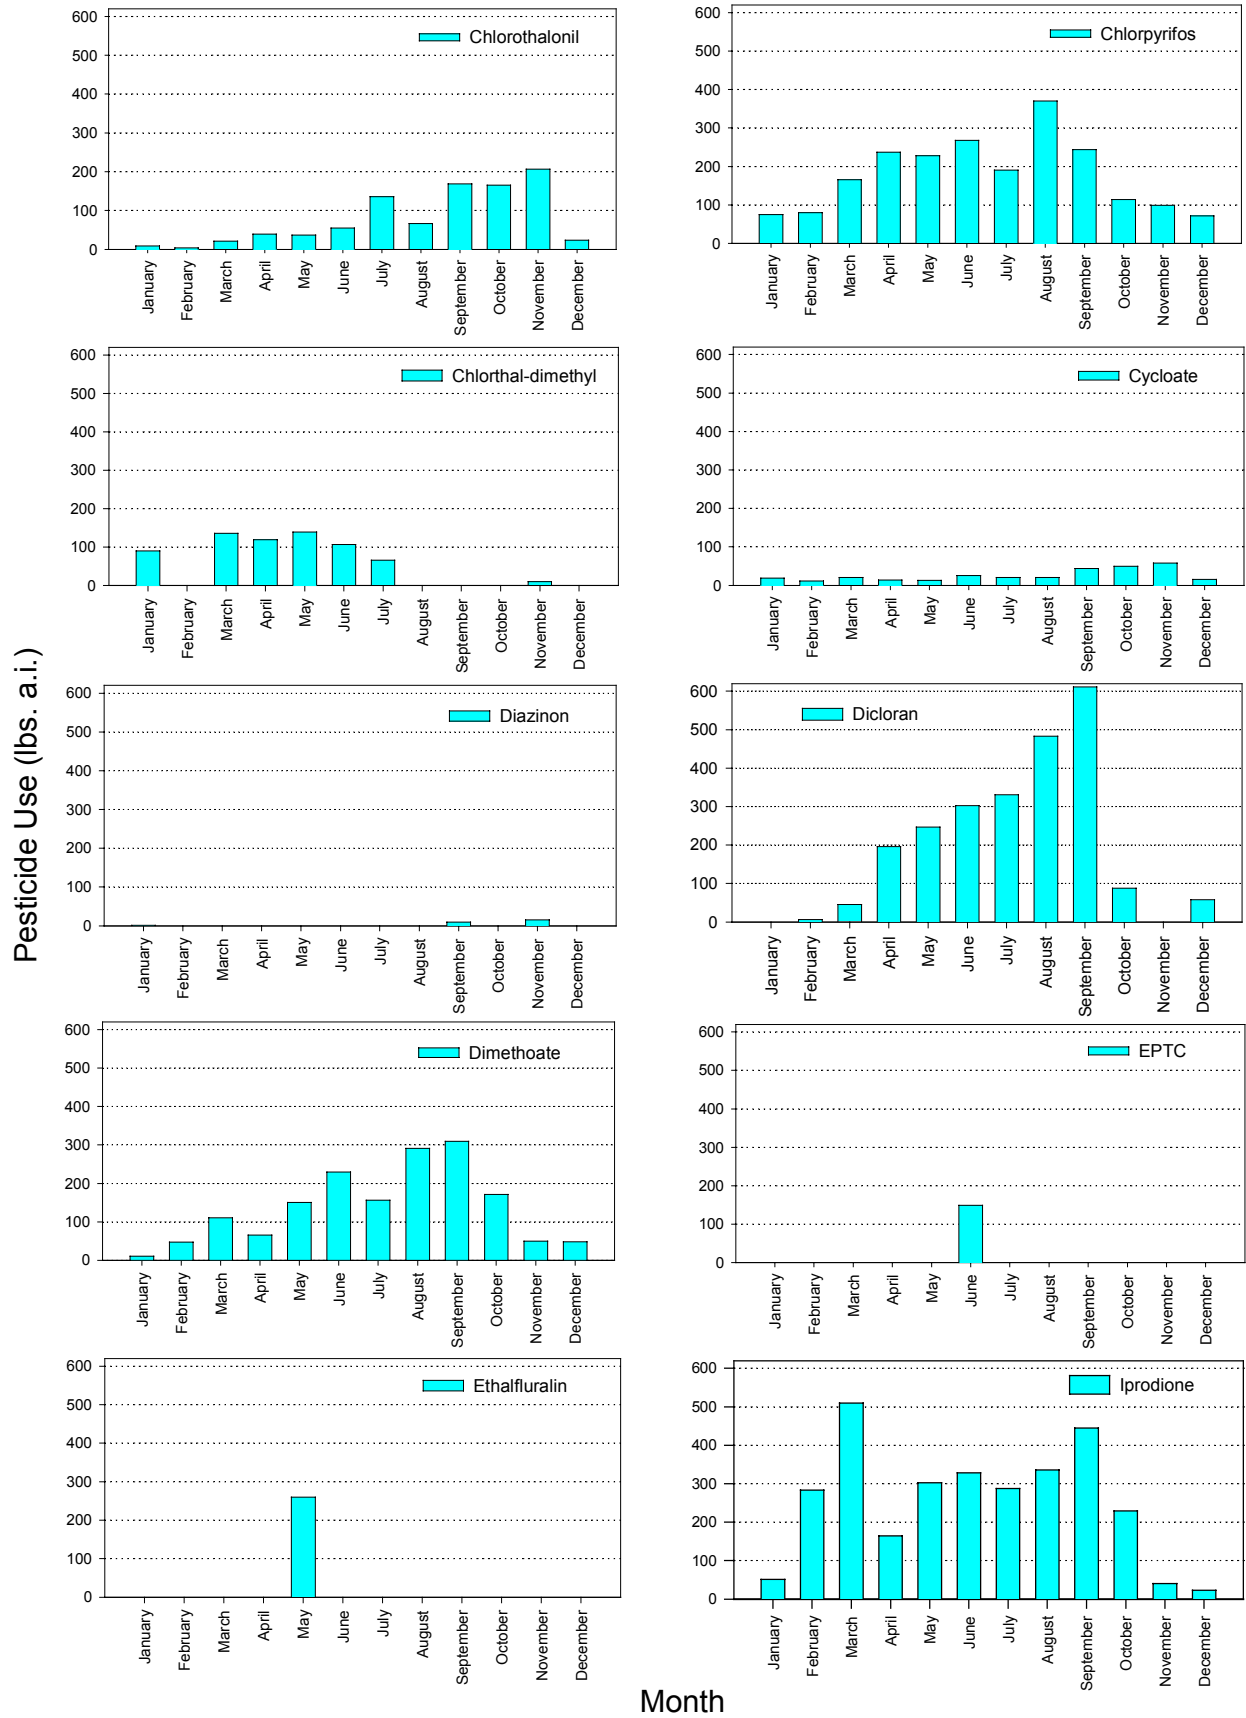 Pesticide Use (lbs. a.i.)
Chlorothalonil
600
500
400
300
200
100
0
January
February
March
April
May
June
July
August
September
October
November
December
Chlorpyrifos
600
500
400
300
200
100
0
January
February
March
April
May
June
July
August
September
October
November
December
Chlorthal-dimethyl
600
500
400
300
200
100
0
January
February
March
April
May
June
July
August
September
October
November
December
Cycloate
600
500
400
300
200
100
0
January
February
March
April
May
June
July
August
September
October
November
December
Diazinon
600
500
400
300
200
100
0
January
February
March
April
May
June
July
August
September
October
November
December
Dicloran
600
500
400
300
200
100
0
January
February
March
April
May
June
July
August
September
October
November
December
Dimethoate
600
500
400
300
200
100
0
January
February
March
April
May
June
July
August
September
October
November
December
EPTC
600
500
400
300
200
100
0
January
February
March
April
May
June
July
August
September
October
November
December
Ethalfluralin
600
500
400
300
200
100
0
January
February
March
April
May
June
July
August
September
October
November
December
Iprodione
600
500
400
300
200
100
0
January
February
March
April
May
June
July
August
September
October
November
December
Month